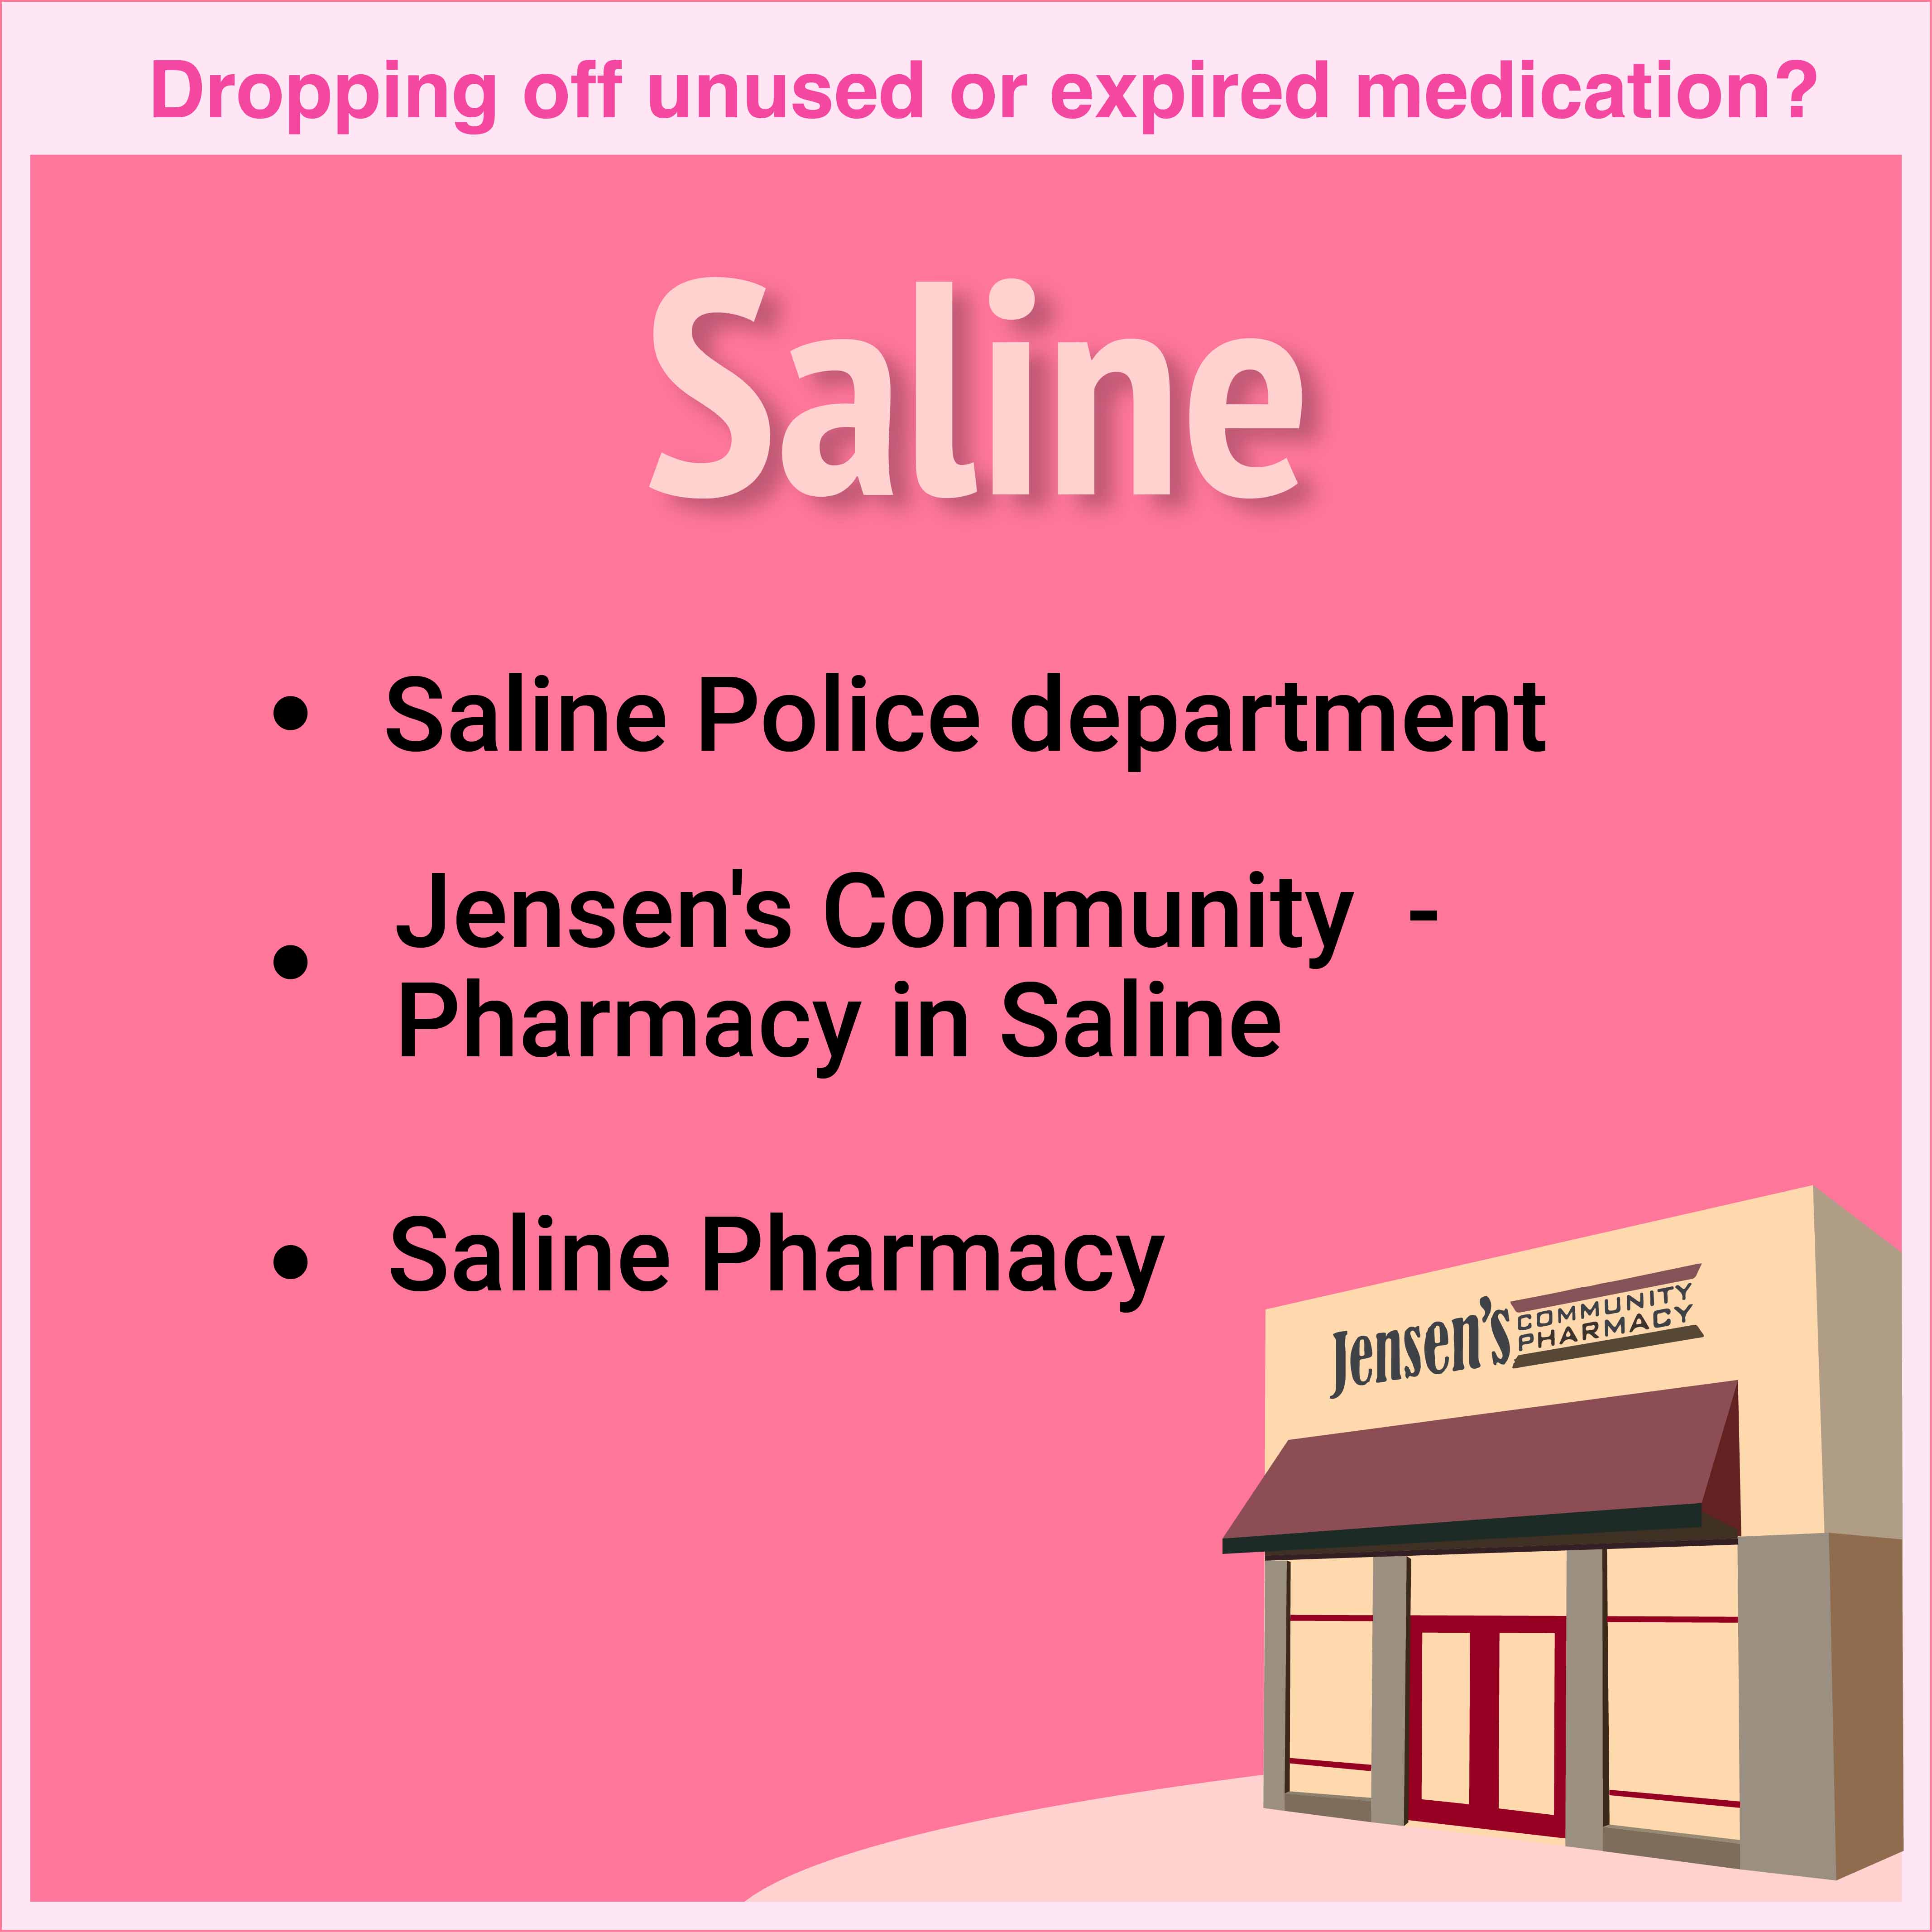 Dropping off unused or expired medication?
Saline
• Saline Police department
• Jensen's Community -
Pharmacy in Saline
• Saline Pharmacy
Jensen's
COMMUNITY
PHARMACY